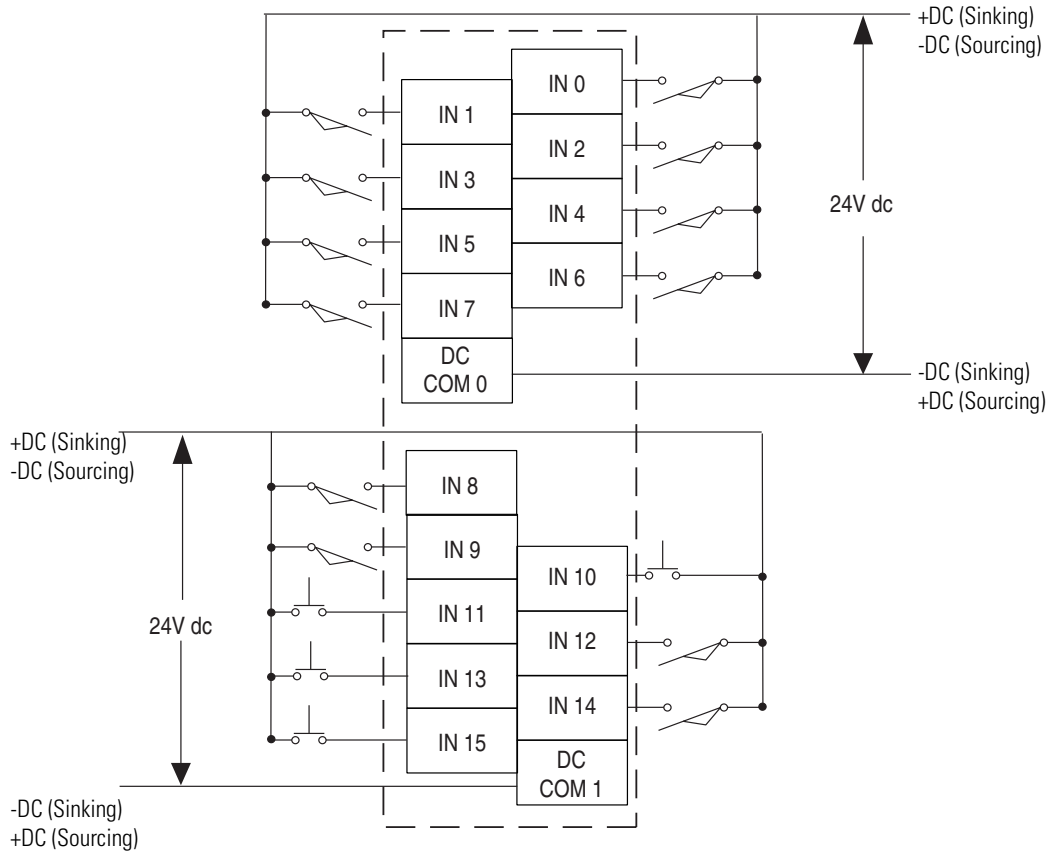 +DC (Sinking)
-DC (Sourcing)
IN 0
IN 1
IN 2
IN 3
IN 4
24V dc
IN 5
IN 6
IN 7
DC
COM 0
-DC (Sinking)
+DC (Sourcing)
+DC (Sinking)
-DC (Sourcing)
IN 8
IN 9
IN 10
IN 11
24V dc
IN 12
IN 13
IN 14
IN 15
DC
COM 1
-DC (Sinking)
+DC (Sourcing)